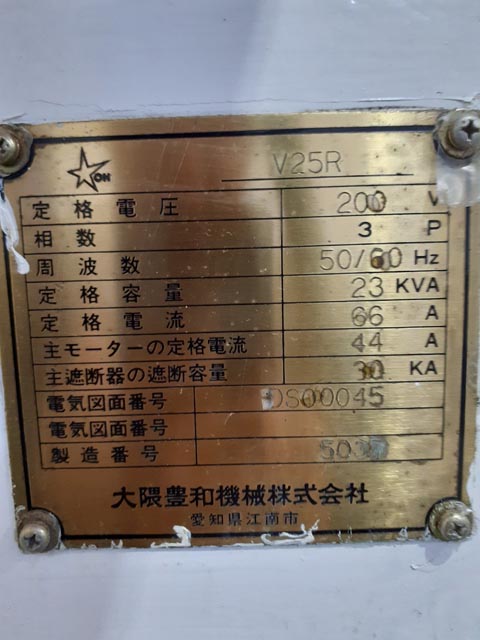 OH
V25R
定格電圧 200 V
相数 3 P
周波数 50/60 Hz
定格容量 23 KVA
定格電流 66 A
主モーターの定格電流 44 A
主遮断器の遮断容量 30 KA
電気図面番号 DS00045
電気図面番号
製造番号
大隈豊和機械株式会社
愛知県江南市